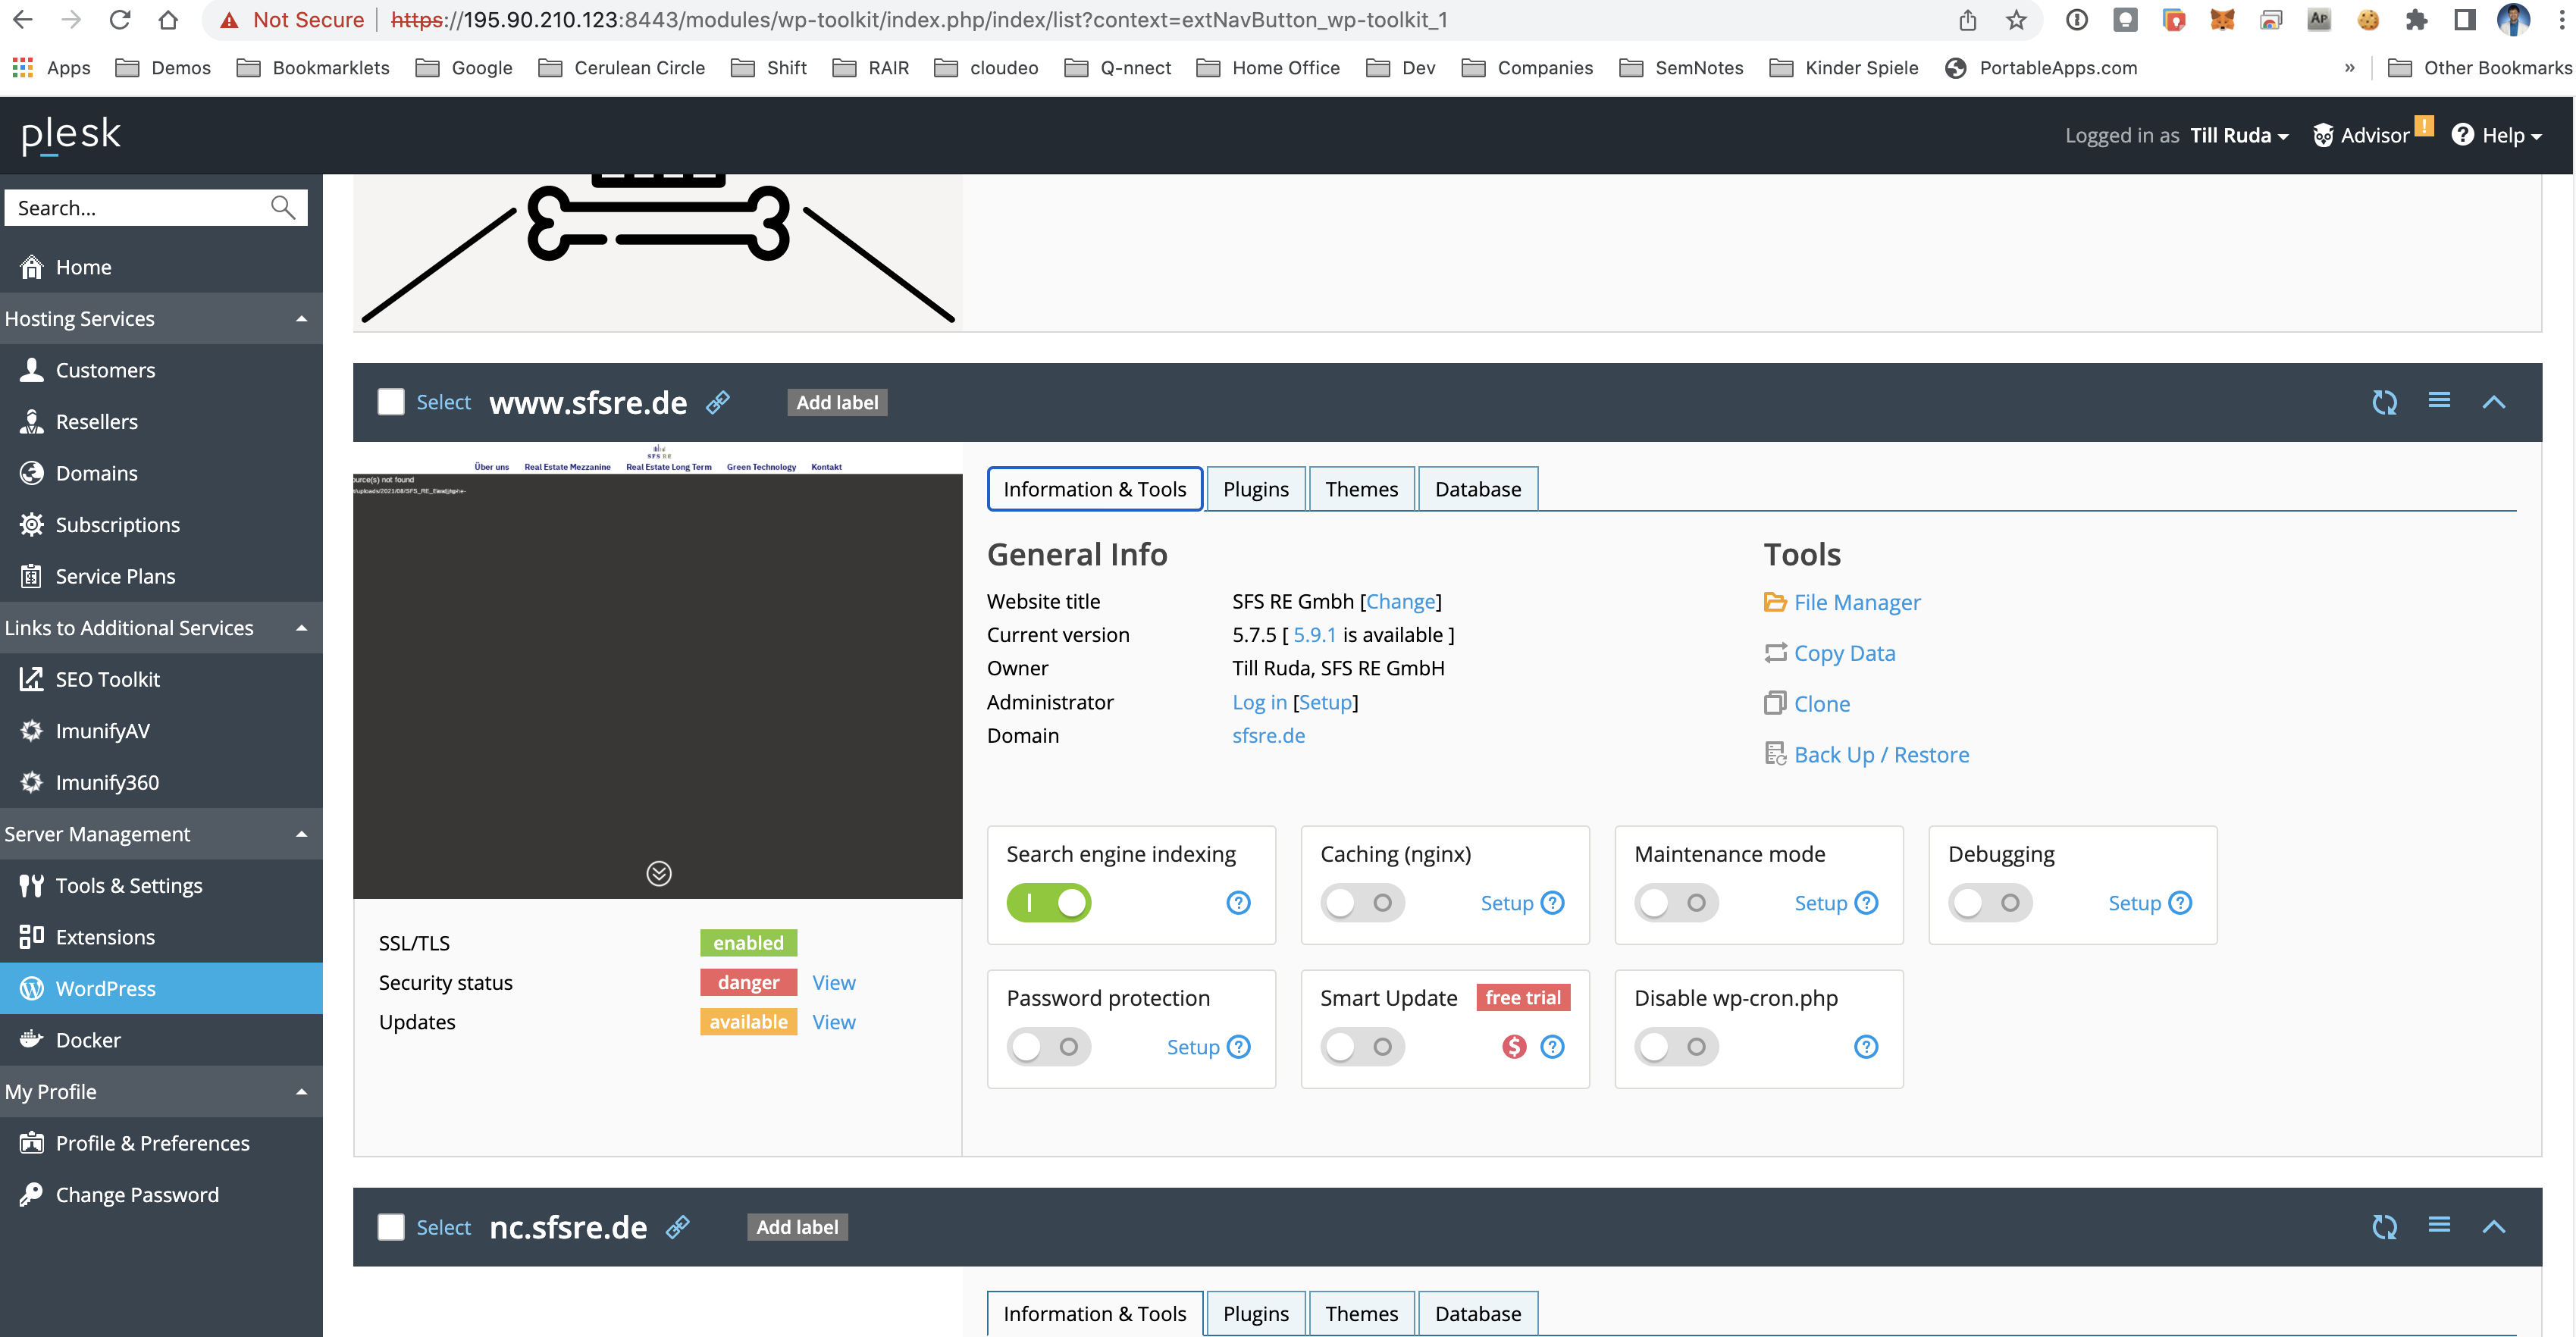 Not Secure https://195.90.210.123:8443/modules/wp-toolkit/index.php/index/list?context=extNavButton_wp-toolkit_1
Apps Demos Bookmarklets Google Cerulean Circle Shift RAIR cloudeo Q-nnect Home Office Dev Companies SemNotes Kinder Spiele PortableApps.com » Other Bookmarks
plesk
Logged in as Till Ruda Advisor ! Help
Search...
Home
Hosting Services
Customers
Resellers
Domains
Subscriptions
Service Plans
Links to Additional Services
SEO Toolkit
ImunifyAV
Imunify360
Server Management
Tools & Settings
Extensions
WordPress
Docker
My Profile
Profile & Preferences
Change Password
Select www.sfsre.de Add label
SFS RE
Über uns Real Estate Mezzanine Real Estate Long Term Green Technology Kontakt
ource(s) not found
SSL/TLS enabled
Security status danger View
Updates available View
Information & Tools Plugins Themes Database
General Info
Website title SFS RE Gmbh [Change]
Current version 5.7.5 [ 5.9.1 is available ]
Owner Till Ruda, SFS RE GmbH
Administrator Log in [Setup]
Domain sfsre.de
Tools
File Manager
Copy Data
Clone
Back Up / Restore
Search engine indexing
Caching (nginx)
Setup
Maintenance mode
Setup
Debugging
Setup
Password protection
Setup
Smart Update free trial
Disable wp-cron.php
Select nc.sfsre.de Add label
Information & Tools Plugins Themes Database